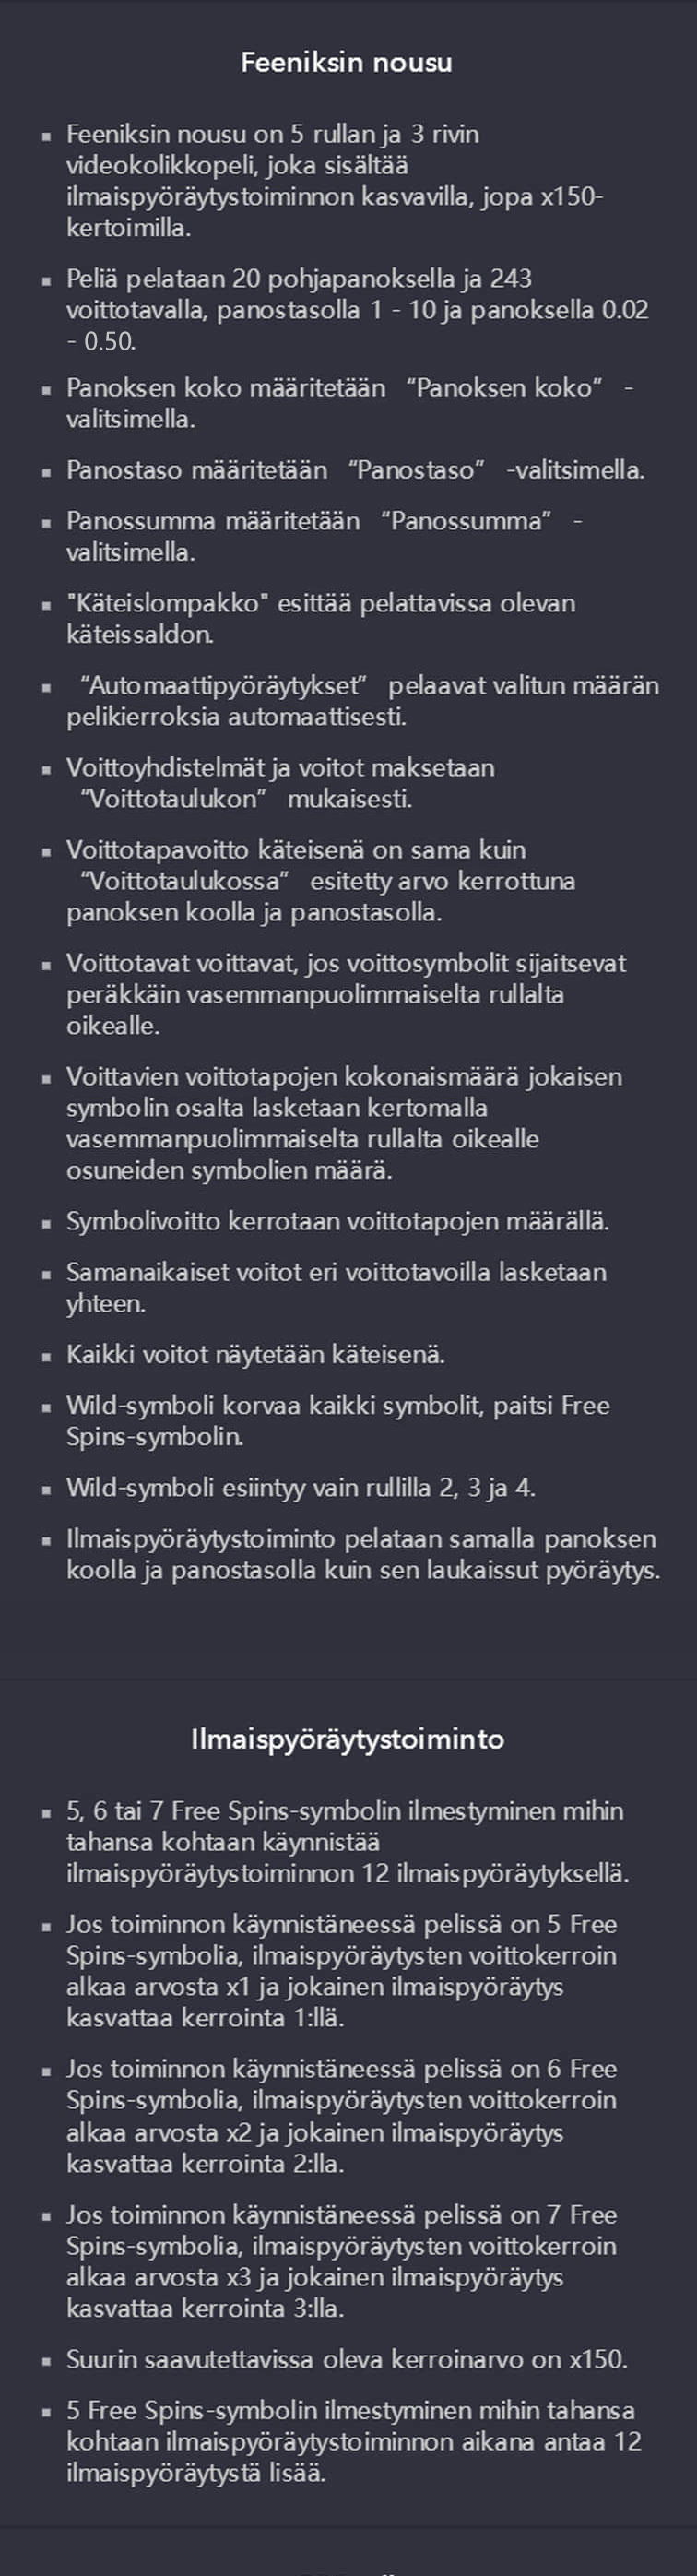 Feeniksin nousu
▪ Feeniksin nousu on 5 rullan ja 3 rivin
videokolikkopeli, joka sisältää
ilmaispyöräytystoiminnon kasvavilla, jopa x150-
kertoimilla.
▪ Peliä pelataan 20 pohjapanoksella ja 243
voittotavalla, panostasolla 1 - 10 ja panoksella 0.02
- 0.50.
▪ Panoksen koko määritetään “Panoksen koko” -
valitsimella.
▪ Panostaso määritetään “Panostaso” -valitsimella.
▪ Panossumma määritetään “Panossumma” -
valitsimella.
▪ "Käteislompakko" esittää pelattavissa olevan
käteissaldon.
▪ “Automaattipyöräytykset” pelaavat valitun määrän
pelikierroksia automaattisesti.
▪ Voittoyhdistelmät ja voitot maksetaan
“Voittotaulukon” mukaisesti.
▪ Voittotapavoitto käteisenä on sama kuin
“Voittotaulukossa” esitetty arvo kerrottuna
panoksen koolla ja panostasolla.
▪ Voittotavat voittavat, jos voittosymbolit sijaitsevat
peräkkäin vasemmanpuolimmaiselta rullalta
oikealle.
▪ Voittavien voittotapojen kokonaismäärä jokaisen
symbolin osalta lasketaan kertomalla
vasemmanpuolimmaiselta rullalta oikealle
osuneiden symbolien määrä.
▪ Symbolivoitto kerrotaan voittotapojen määrällä.
▪ Samanaikaiset voitot eri voittotavoilla lasketaan
yhteen.
▪ Kaikki voitot näytetään käteisenä.
▪ Wild-symboli korvaa kaikki symbolit, paitsi Free
Spins-symbolin.
▪ Wild-symboli esiintyy vain rullilla 2, 3 ja 4.
▪ Ilmaispyöräytystoiminto pelataan samalla panoksen
koolla ja panostasolla kuin sen laukaissut pyöräytys.
Ilmaispyöräytystoiminto
▪ 5, 6 tai 7 Free Spins-symbolin ilmestyminen mihin
tahansa kohtaan käynnistää
ilmaispyöräytystoiminnon 12 ilmaispyöräytyksellä.
▪ Jos toiminnon käynnistäneessä pelissä on 5 Free
Spins-symbolia, ilmaispyöräytysten voittokerroin
alkaa arvosta x1 ja jokainen ilmaispyöräytys
kasvattaa kerrointa 1:llä.
▪ Jos toiminnon käynnistäneessä pelissä on 6 Free
Spins-symbolia, ilmaispyöräytysten voittokerroin
alkaa arvosta x2 ja jokainen ilmaispyöräytys
kasvattaa kerrointa 2:lla.
▪ Jos toiminnon käynnistäneessä pelissä on 7 Free
Spins-symbolia, ilmaispyöräytysten voittokerroin
alkaa arvosta x3 ja jokainen ilmaispyöräytys
kasvattaa kerrointa 3:lla.
▪ Suurin saavutettavissa oleva kerroinarvo on x150.
▪ 5 Free Spins-symbolin ilmestyminen mihin tahansa
kohtaan ilmaispyöräytystoiminnon aikana antaa 12
ilmaispyöräytystä lisää.